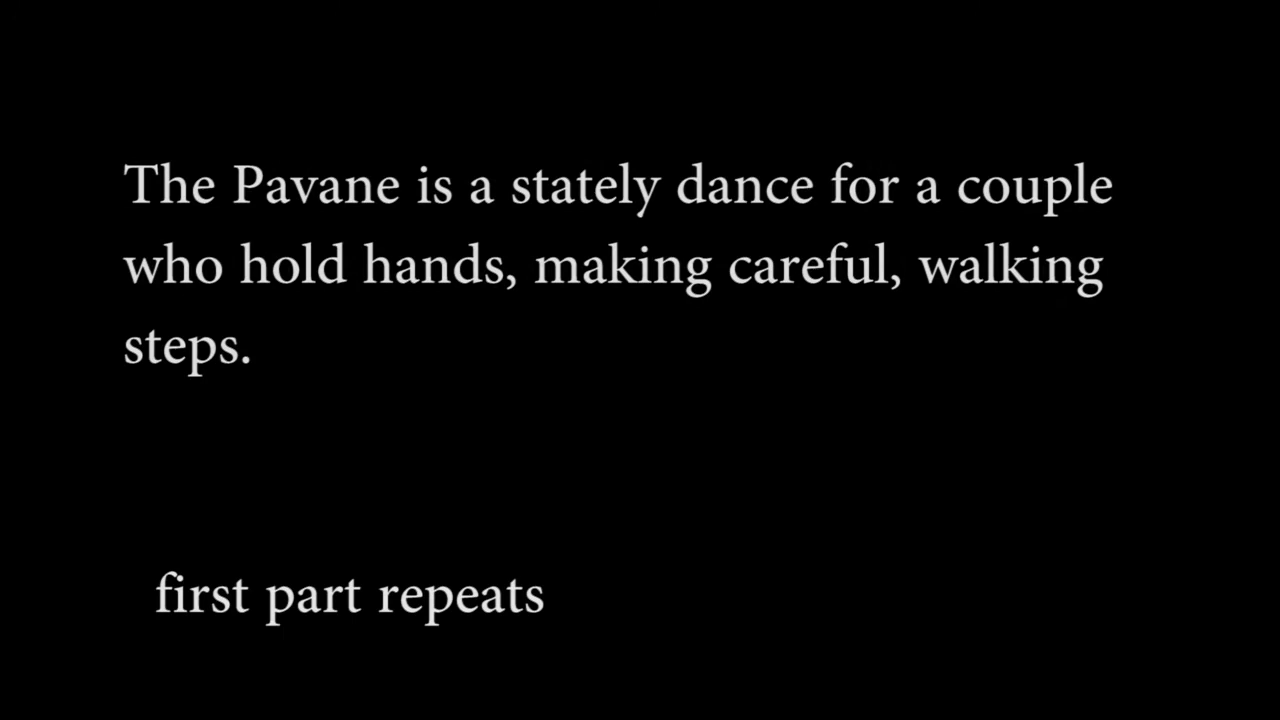 The Pavane is a stately dance for a couple
who hold hands, making careful, walking
steps.
first part repeats